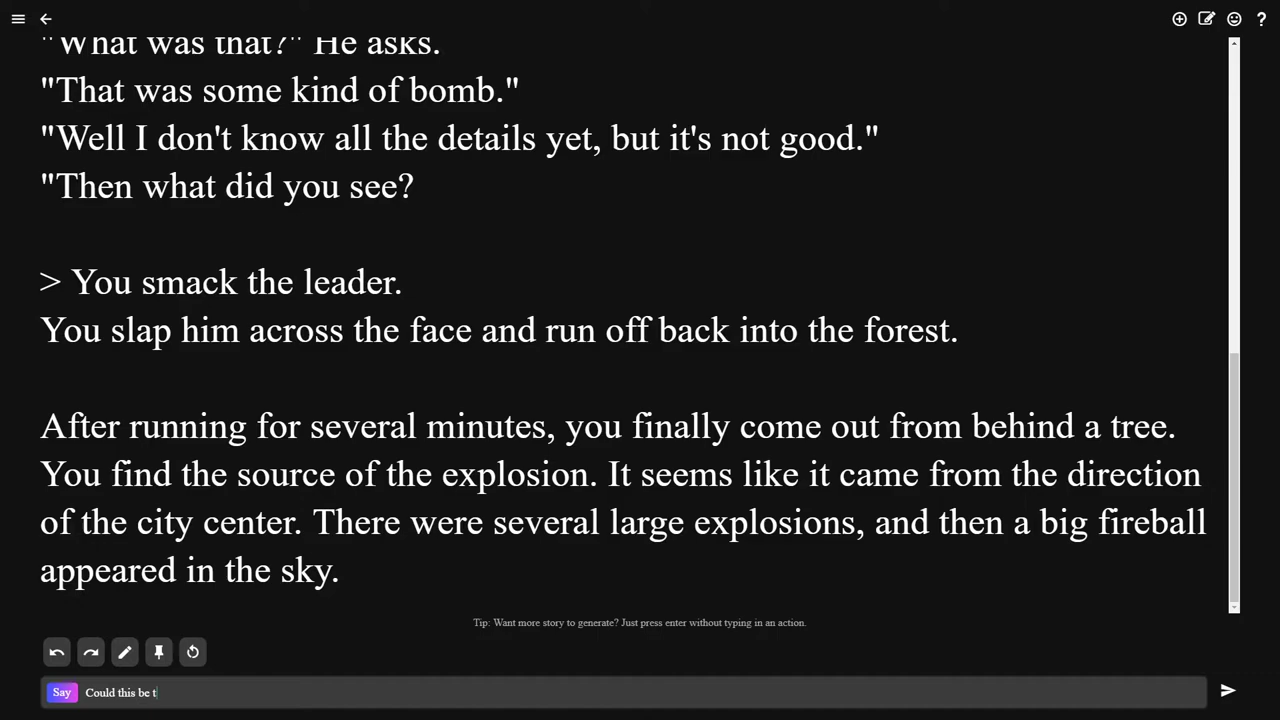 "What was that?" He asks.
"That was some kind of bomb."
"Well I don't know all the details yet, but it's not good."
"Then what did you see?
> You smack the leader.
You slap him across the face and run off back into the forest.
After running for several minutes, you finally come out from behind a tree.
You find the source of the explosion. It seems like it came from the direction
of the city center. There were several large explosions, and then a big fireball
appeared in the sky.
Tip: Want more story to generate? Just press enter without typing in an action.
Say Could this be t